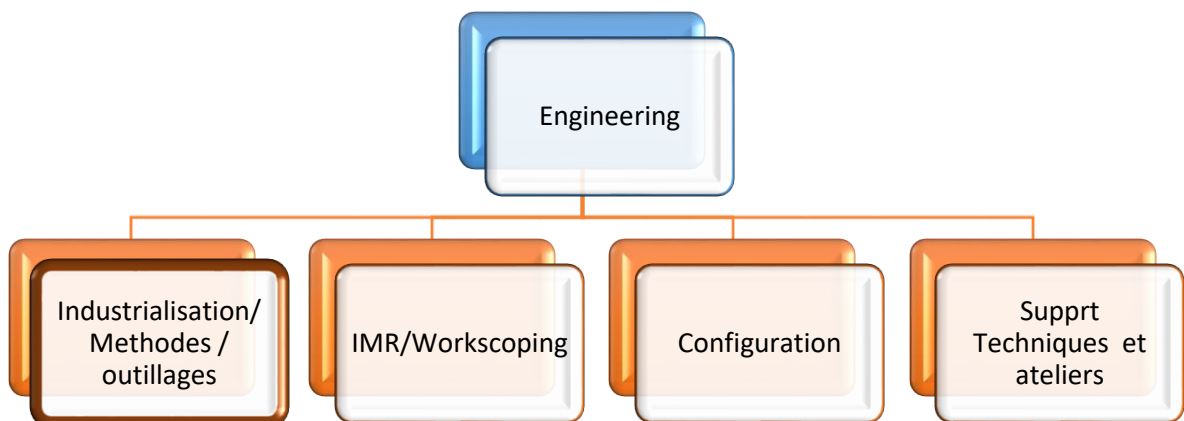 Engineering
Industrialisation/
Methodes /
outillages
IMR/Workscoping
Configuration
Supprt
Techniques et
ateliers